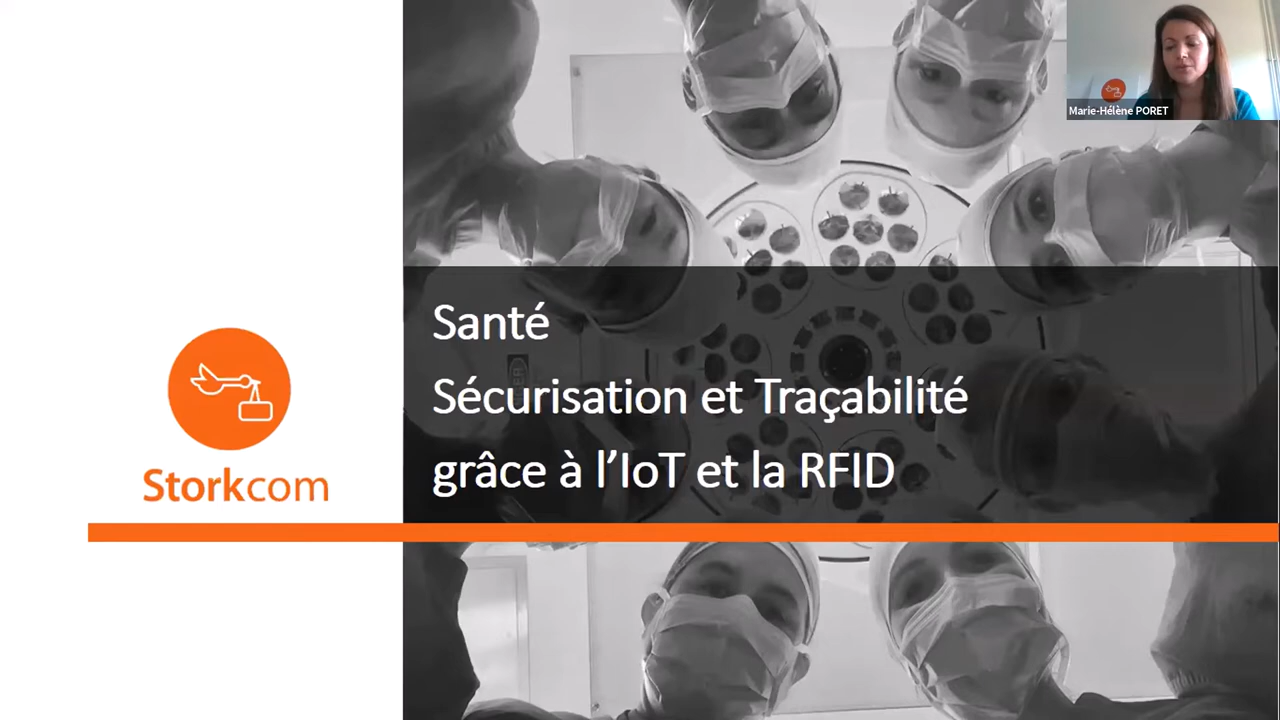 Marie-Hélène PORET
Santé
Sécurisation et Traçabilité
grâce à l’IoT et la RFID
Storkcom